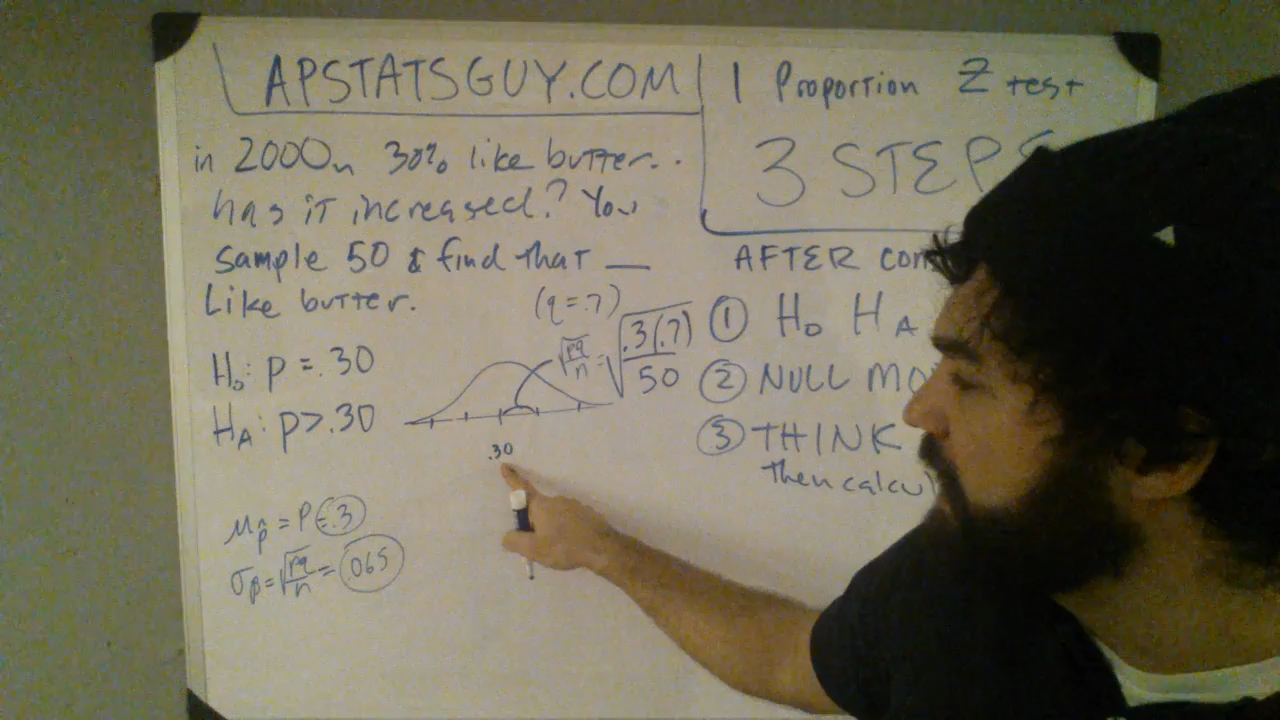 APSTATSGUY.COM
1 Proportion Z test
3 STEPS
in 2000, 30% like butter..
has it increased? You
sample 50 & find that __
Like butter.
(q=.7)
H₀: p = .30
H_A: p > .30
√(pq/n) = √(.3(.7)/50)
.30
μ_p̂ = P = .3
σ_p̂ = √(pq/n) = .065
AFTER
① H₀ H_A
② NULL
③ THINK
then